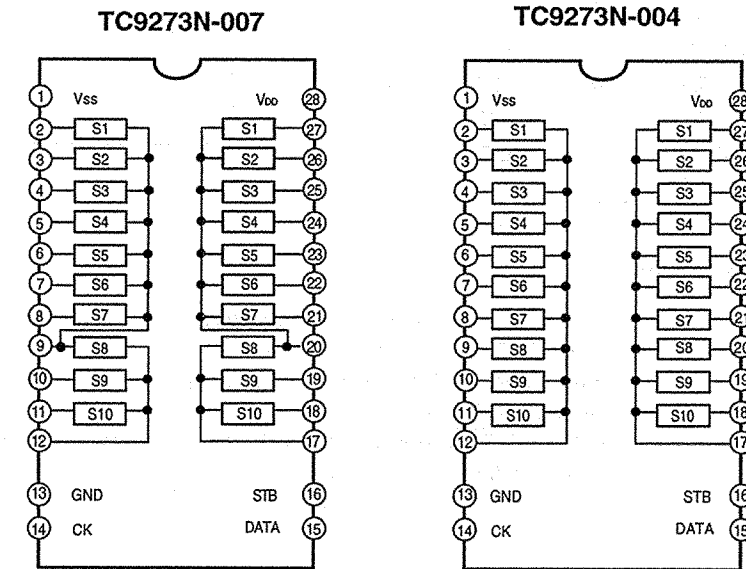 TC9273N-007
TC9273N-004
1 Vss VDD 28
2 S1 S1 27
3 S2 S2 26
4 S3 S3 25
5 S4 S4 24
6 S5 S5 23
7 S6 S6 22
8 S7 S7 21
9 S8 S8 20
10 S9 S9 19
11 S10 S10 18
12 17
13 GND STB 16
14 CK DATA 15
1 Vss VDD 28
2 S1 S1 27
3 S2 S2 26
4 S3 S3 25
5 S4 S4 24
6 S5 S5 23
7 S6 S6 22
8 S7 S7 21
9 S8 S8 20
10 S9 S9 19
11 S10 S10 18
12 17
13 GND STB 16
14 CK DATA 15